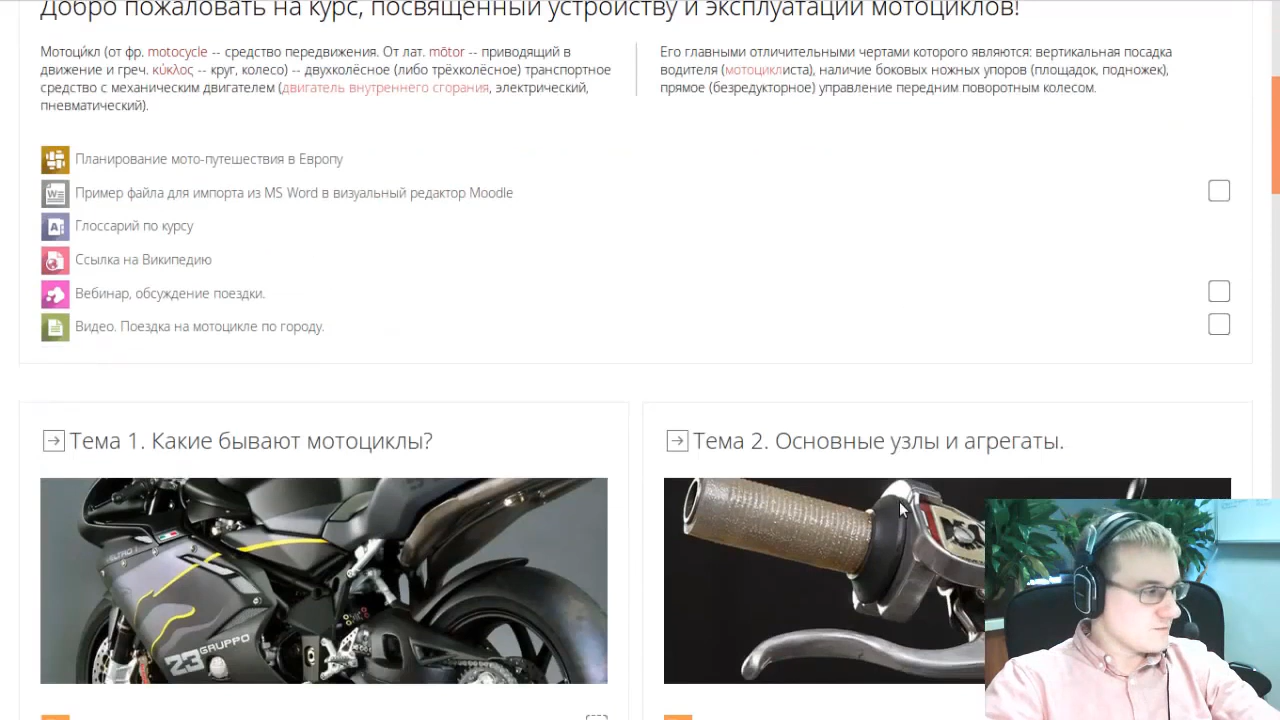 Добро пожаловать на курс, посвященный устройству и эксплуатации мотоциклов!
Мотоци́кл (от фр. motocycle -- средство передвижения. От лат. mōtor -- приводящий в
движение и греч. κύκλος -- круг, колесо) -- двухколёсное (либо трёхколёсное) транспортное
средство с механическим двигателем (двигатель внутреннего сгорания, электрический,
пневматический).
Его главными отличительными чертами которого являются: вертикальная посадка
водителя (мотоциклиста), наличие боковых ножных упоров (площадок, подножек),
прямое (безредукторное) управление передним поворотным колесом.
Планирование мото-путешествия в Европу
Пример файла для импорта из MS Word в визуальный редактор Moodle
Глоссарий по курсу
Ссылка на Википедию
Вебинар, обсуждение поездки.
Видео. Поездка на мотоцикле по городу.
Тема 1. Какие бывают мотоциклы?
Тема 2. Основные узлы и агрегаты.
23 GRUPPO